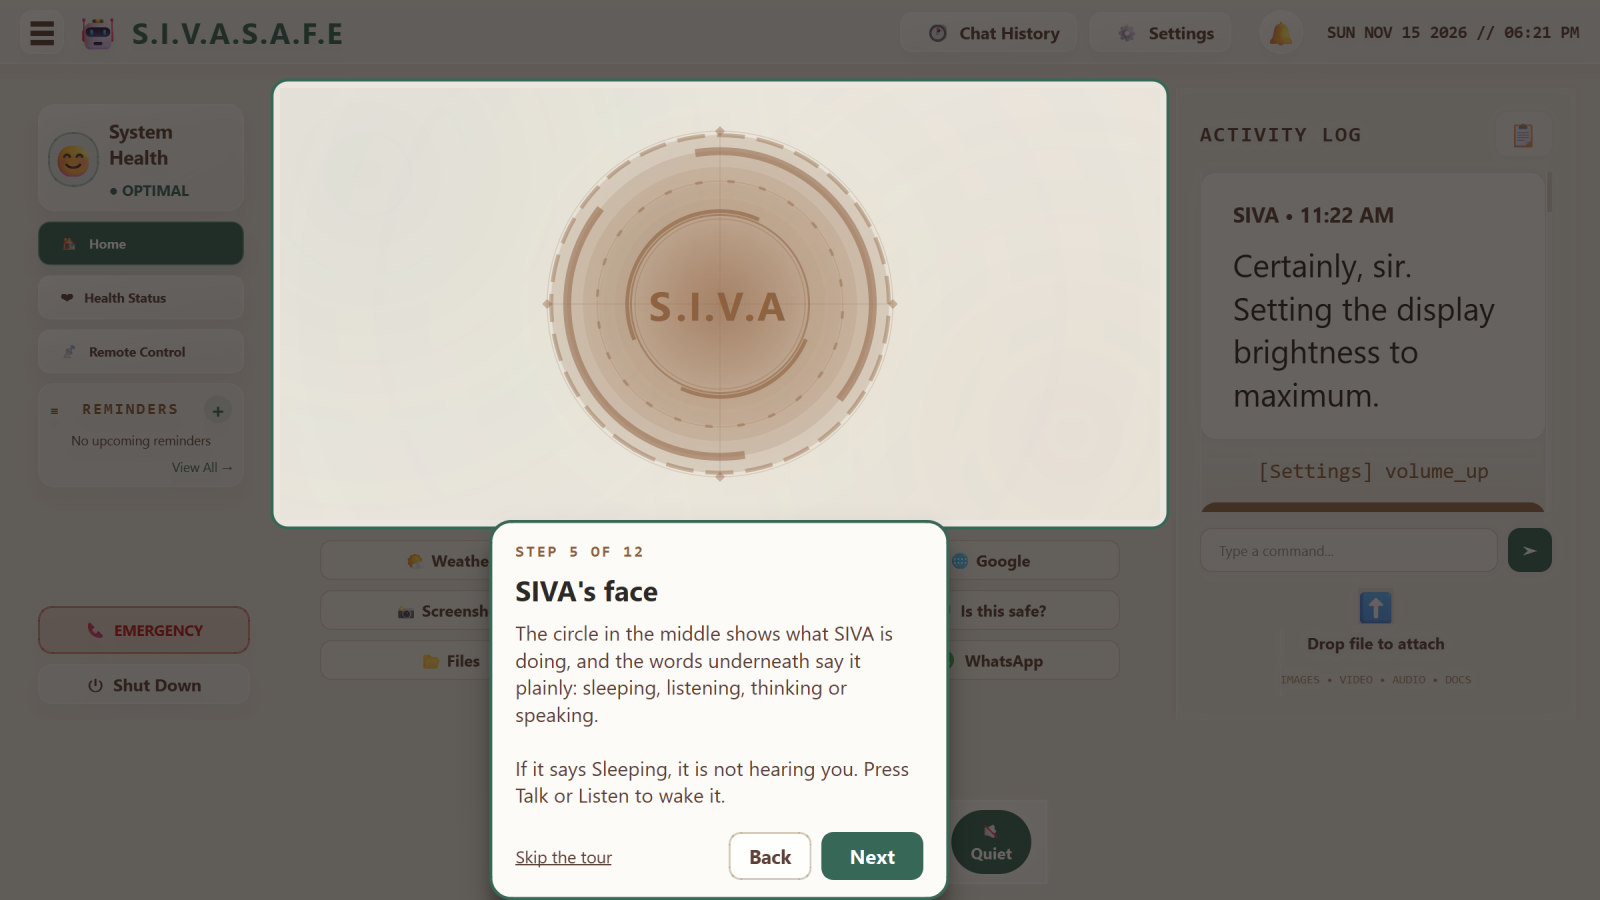 S.I.V.A.S.A.F.E
Chat History
Settings
SUN NOV 15 2026 // 06:21 PM
System
Health
• OPTIMAL
Home
Health Status
Remote Control
REMINDERS
+
No upcoming reminders
View All →
EMERGENCY
Shut Down
S.I.V.A
Weathe
Google
Screensh
Is this safe?
Files
WhatsApp
STEP 5 OF 12
SIVA's face
The circle in the middle shows what SIVA is
doing, and the words underneath say it
plainly: sleeping, listening, thinking or
speaking.
If it says Sleeping, it is not hearing you. Press
Talk or Listen to wake it.
Skip the tour
Back
Next
Quiet
ACTIVITY LOG
SIVA • 11:22 AM
Certainly, sir.
Setting the display
brightness to
maximum.
[Settings] volume_up
Type a command...
Drop file to attach
IMAGES • VIDEO • AUDIO • DOCS